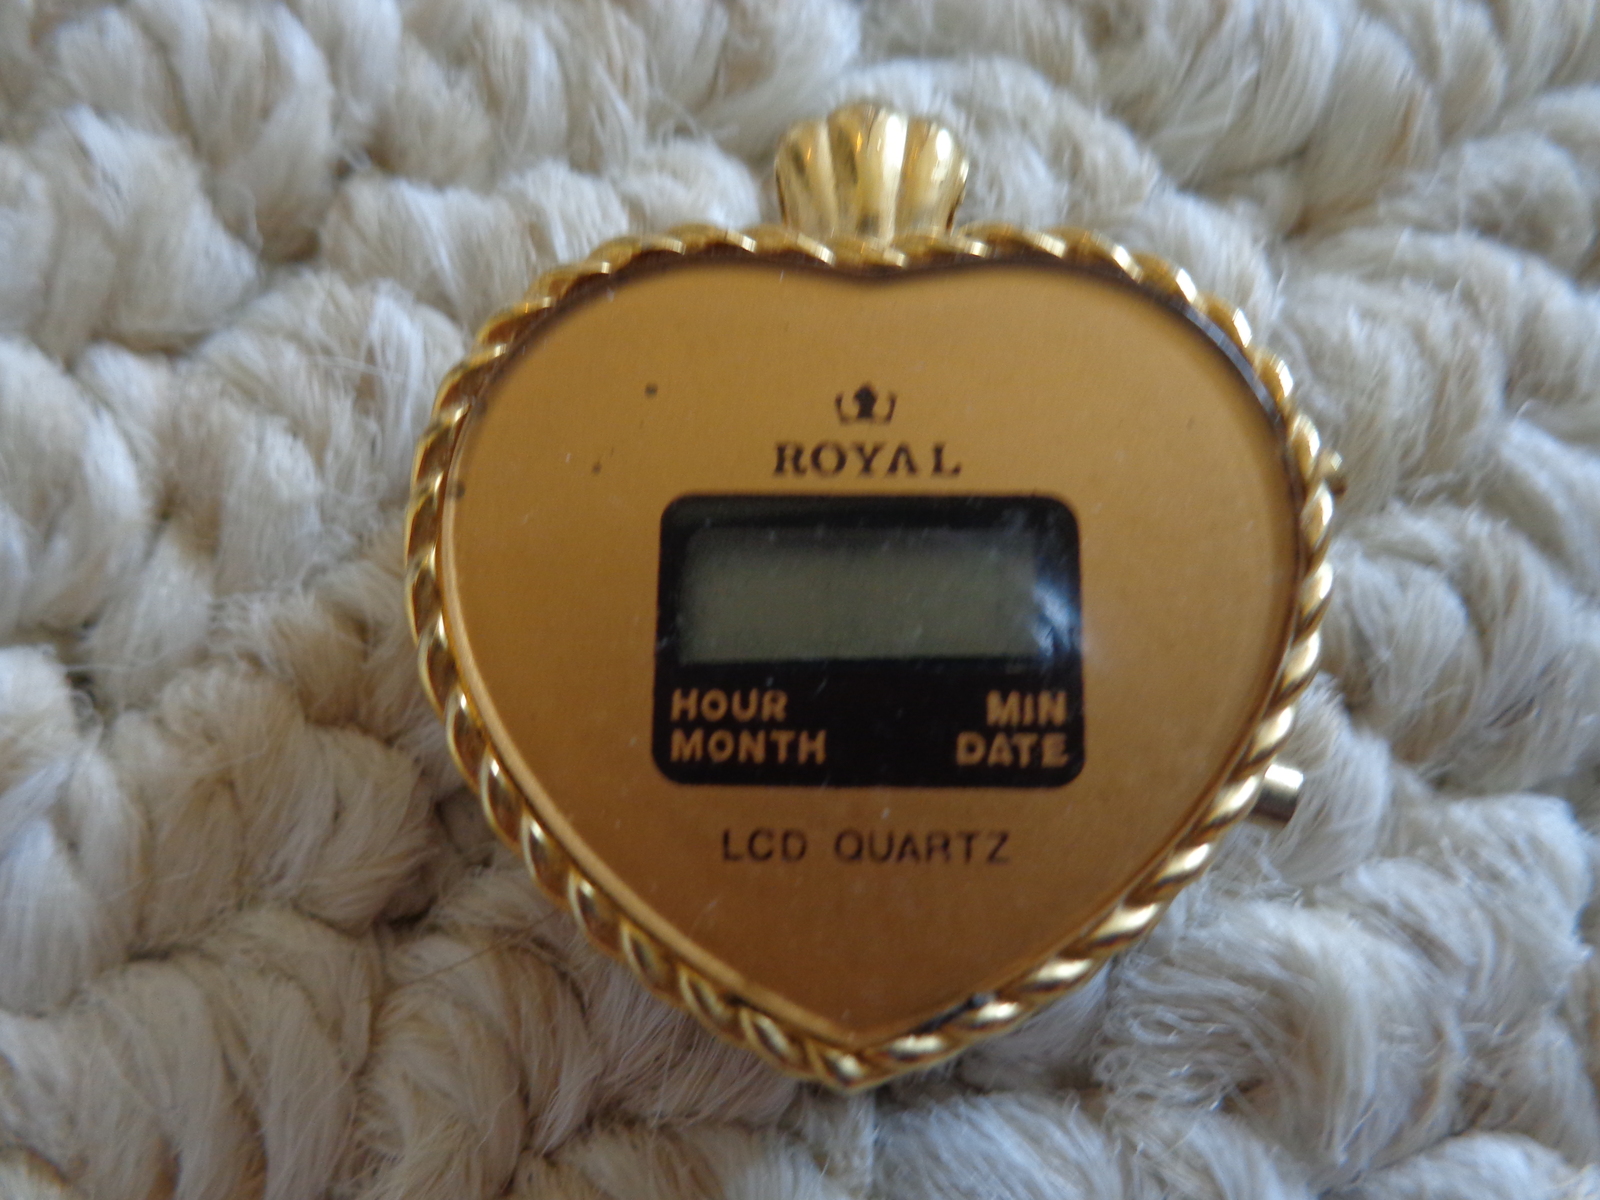 ROYAL
HOUR MIN
MONTH DATE
LCD QUARTZ